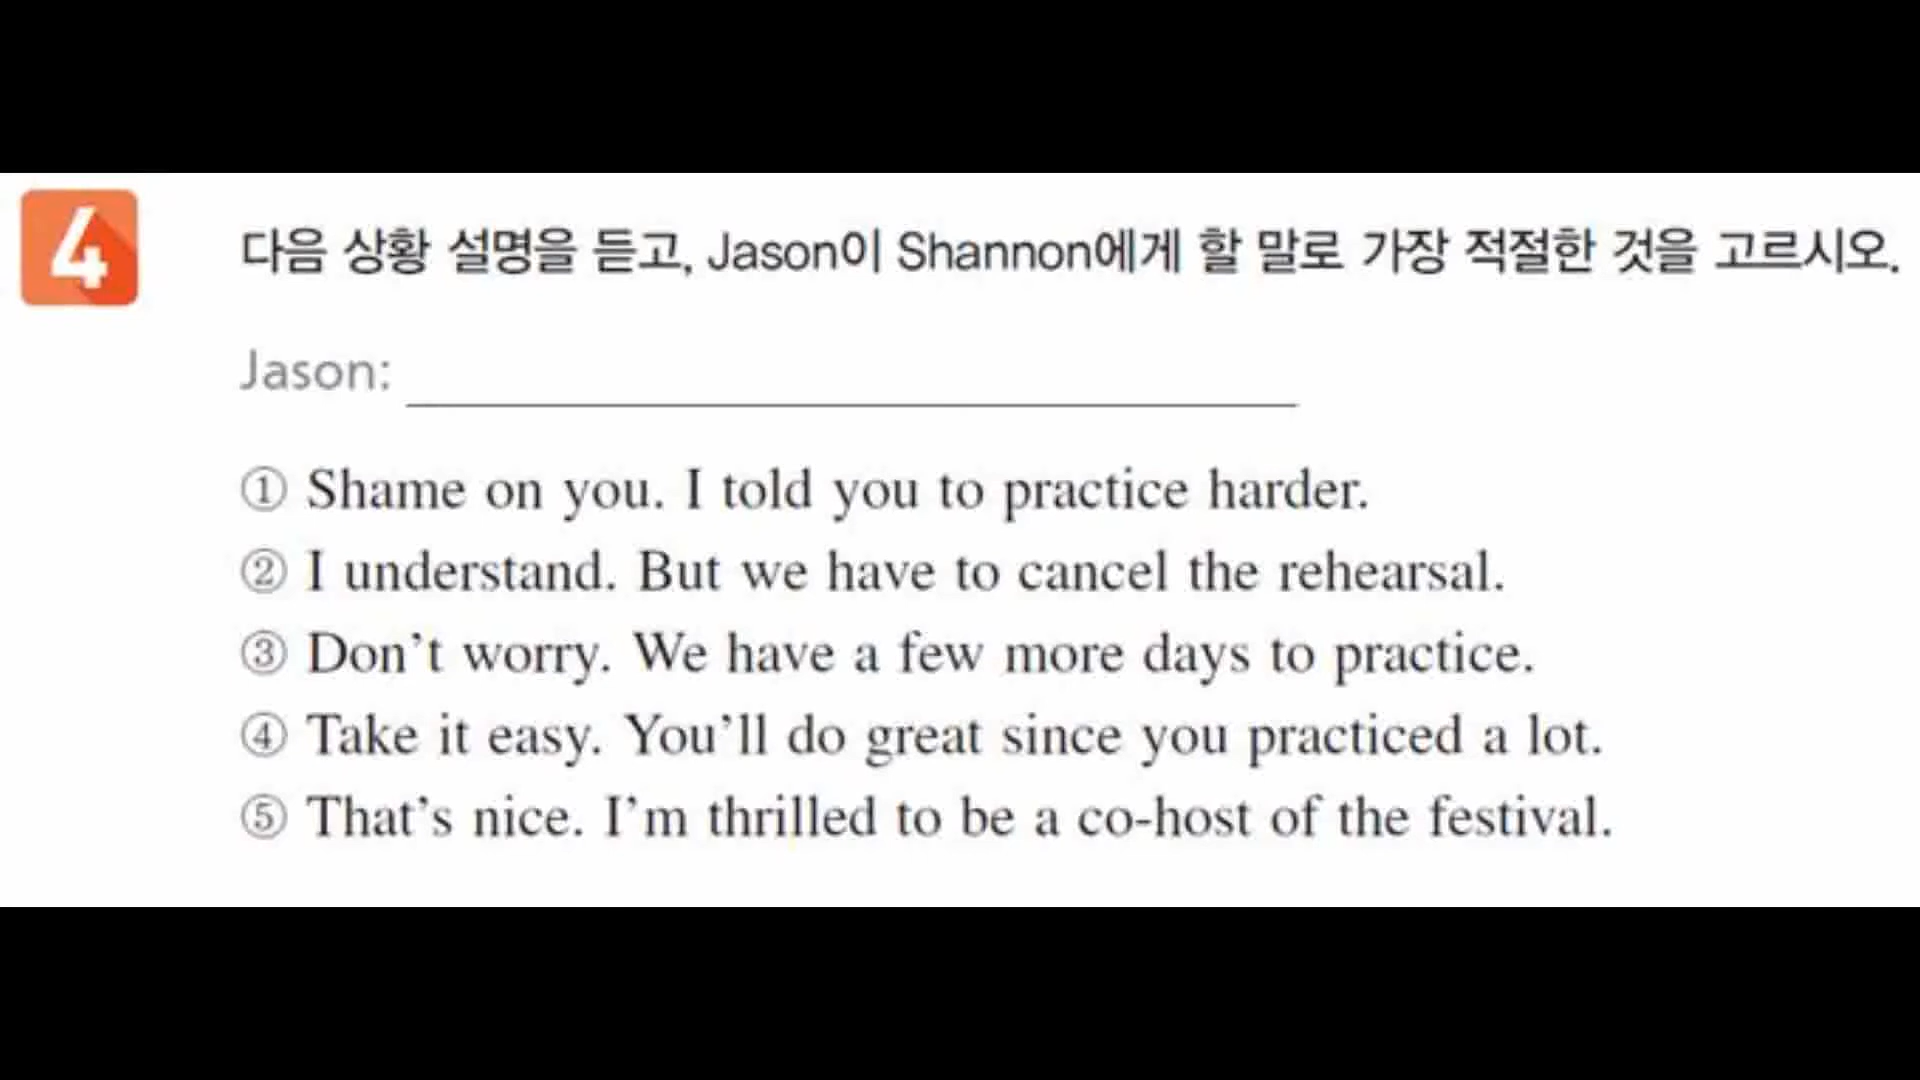 4 다음 상황 설명을 듣고, Jason이 Shannon에게 할 말로 가장 적절한 것을 고르시오.
Jason:
① Shame on you. I told you to practice harder.
② I understand. But we have to cancel the rehearsal.
③ Don't worry. We have a few more days to practice.
④ Take it easy. You'll do great since you practiced a lot.
⑤ That's nice. I'm thrilled to be a co-host of the festival.